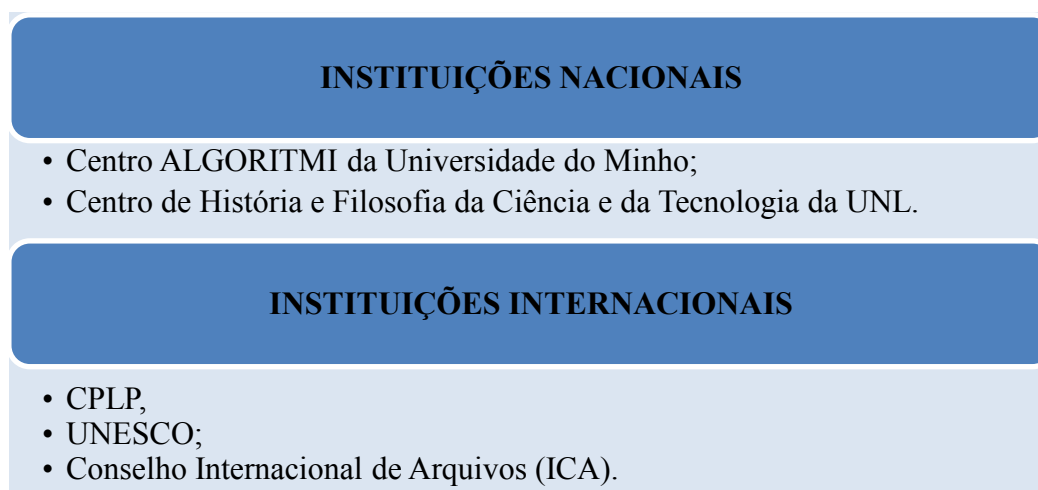 INSTITUIÇÕES NACIONAIS
• Centro ALGORITMI da Universidade do Minho;
• Centro de História e Filosofia da Ciência e da Tecnologia da UNL.
INSTITUIÇÕES INTERNACIONAIS
• CPLP,
• UNESCO;
• Conselho Internacional de Arquivos (ICA).